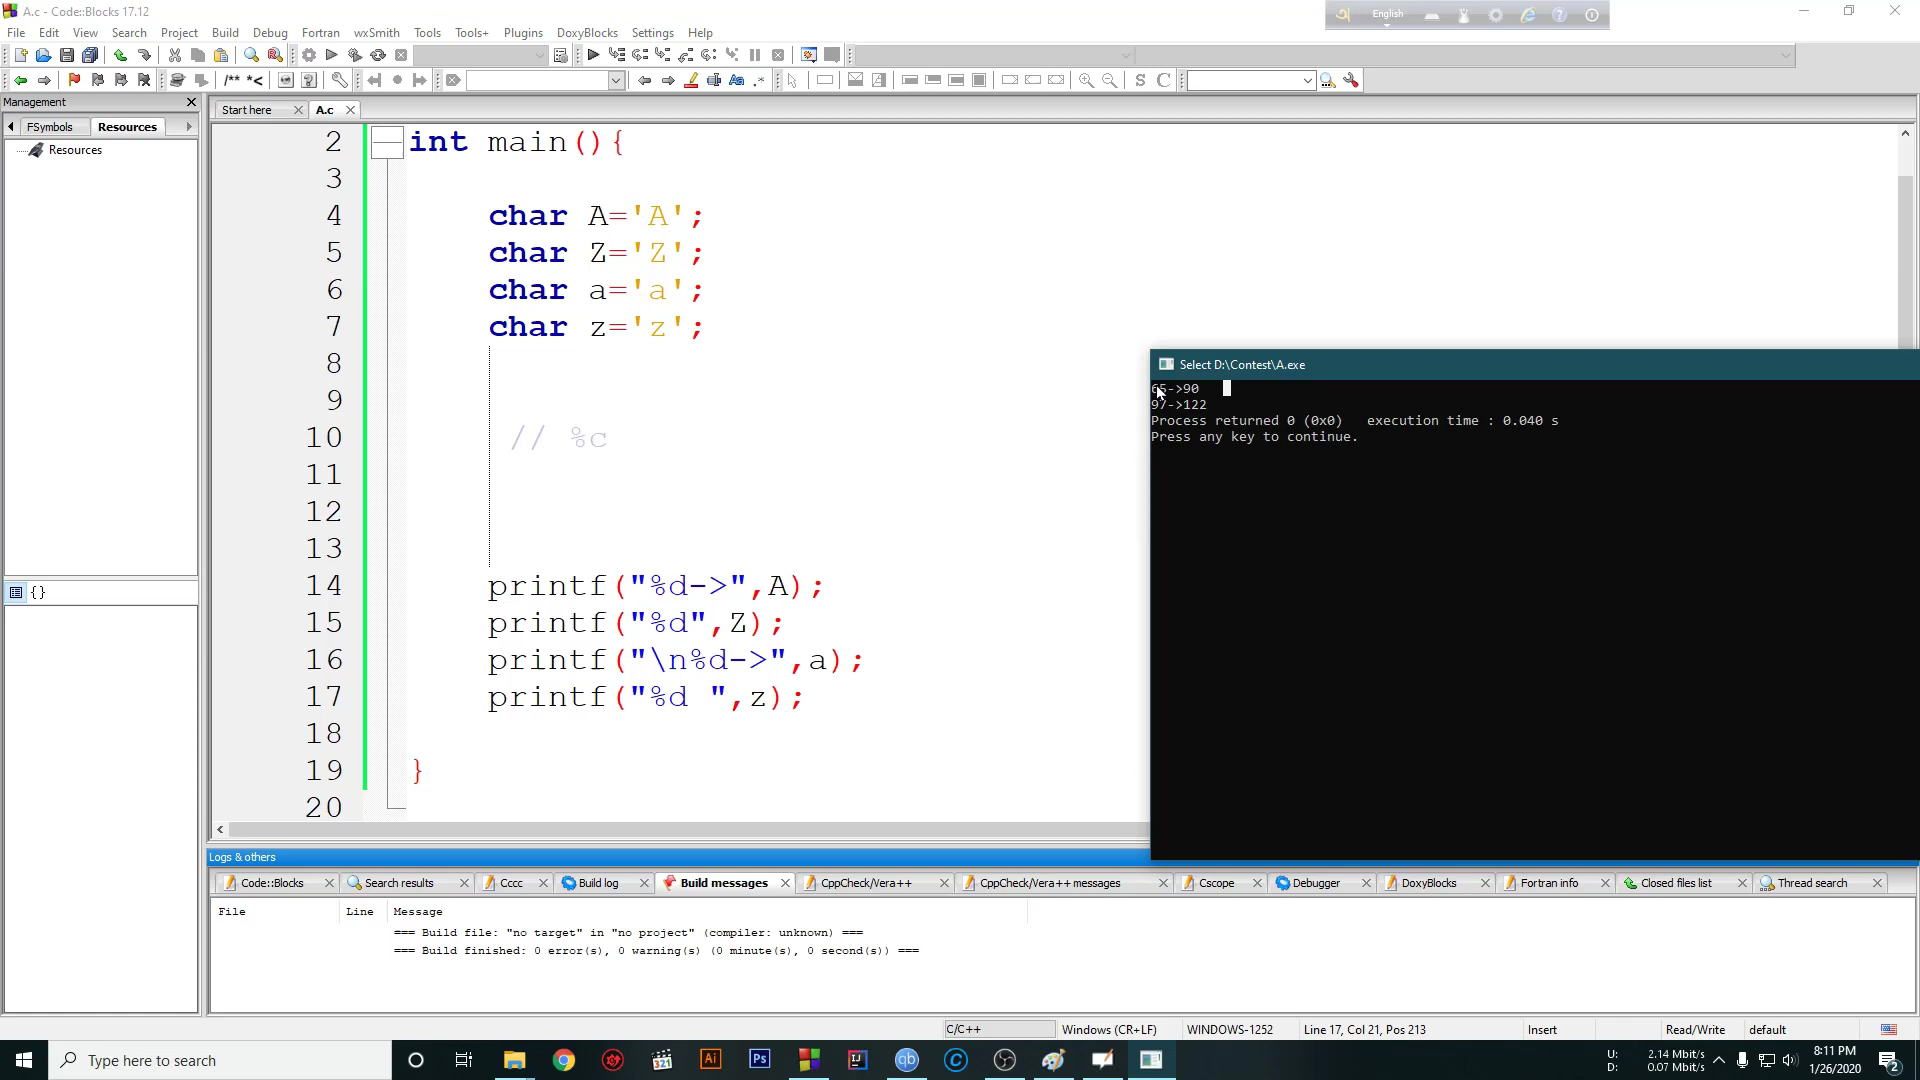 A.c - Code::Blocks 17.12
English
File Edit View Search Project Build Debug Fortran wxSmith Tools Tools+ Plugins DoxyBlocks Settings Help
/** *< .* S C
Management
Start here A.c
FSymbols Resources
Resources
2 int main(){
3
4 char A='A';
5 char Z='Z';
6 char a='a';
7 char z='z';
8
9
10 // %c
11
12
13
14 printf("%d->",A);
15 printf("%d",Z);
16 printf("\n%d->",a);
17 printf("%d ",z);
18
19 }
20
{}
Select D:\Contest\A.exe
65->90
97->122
Process returned 0 (0x0) execution time : 0.040 s
Press any key to continue.
Logs & others
Code::Blocks Search results Cccc Build log Build messages CppCheck/Vera++ CppCheck/Vera++ messages Cscope Debugger DoxyBlocks Fortran info Closed files list Thread search
File Line Message
=== Build file: "no target" in "no project" (compiler: unknown) ===
=== Build finished: 0 error(s), 0 warning(s) (0 minute(s), 0 second(s)) ===
C/C++ Windows (CR+LF) WINDOWS-1252 Line 17, Col 21, Pos 213 Insert Read/Write default
Type here to search
321 Ai Ps IJ qb
U: 2.14 Mbit/s
D: 0.07 Mbit/s
8:11 PM
1/26/2020
2